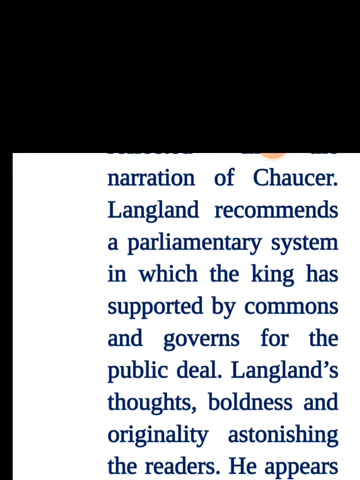 the
narration of Chaucer.
Langland recommends
a parliamentary system
in which the king has
supported by commons
and governs for the
public deal. Langland's
thoughts, boldness and
originality astonishing
the readers. He appears